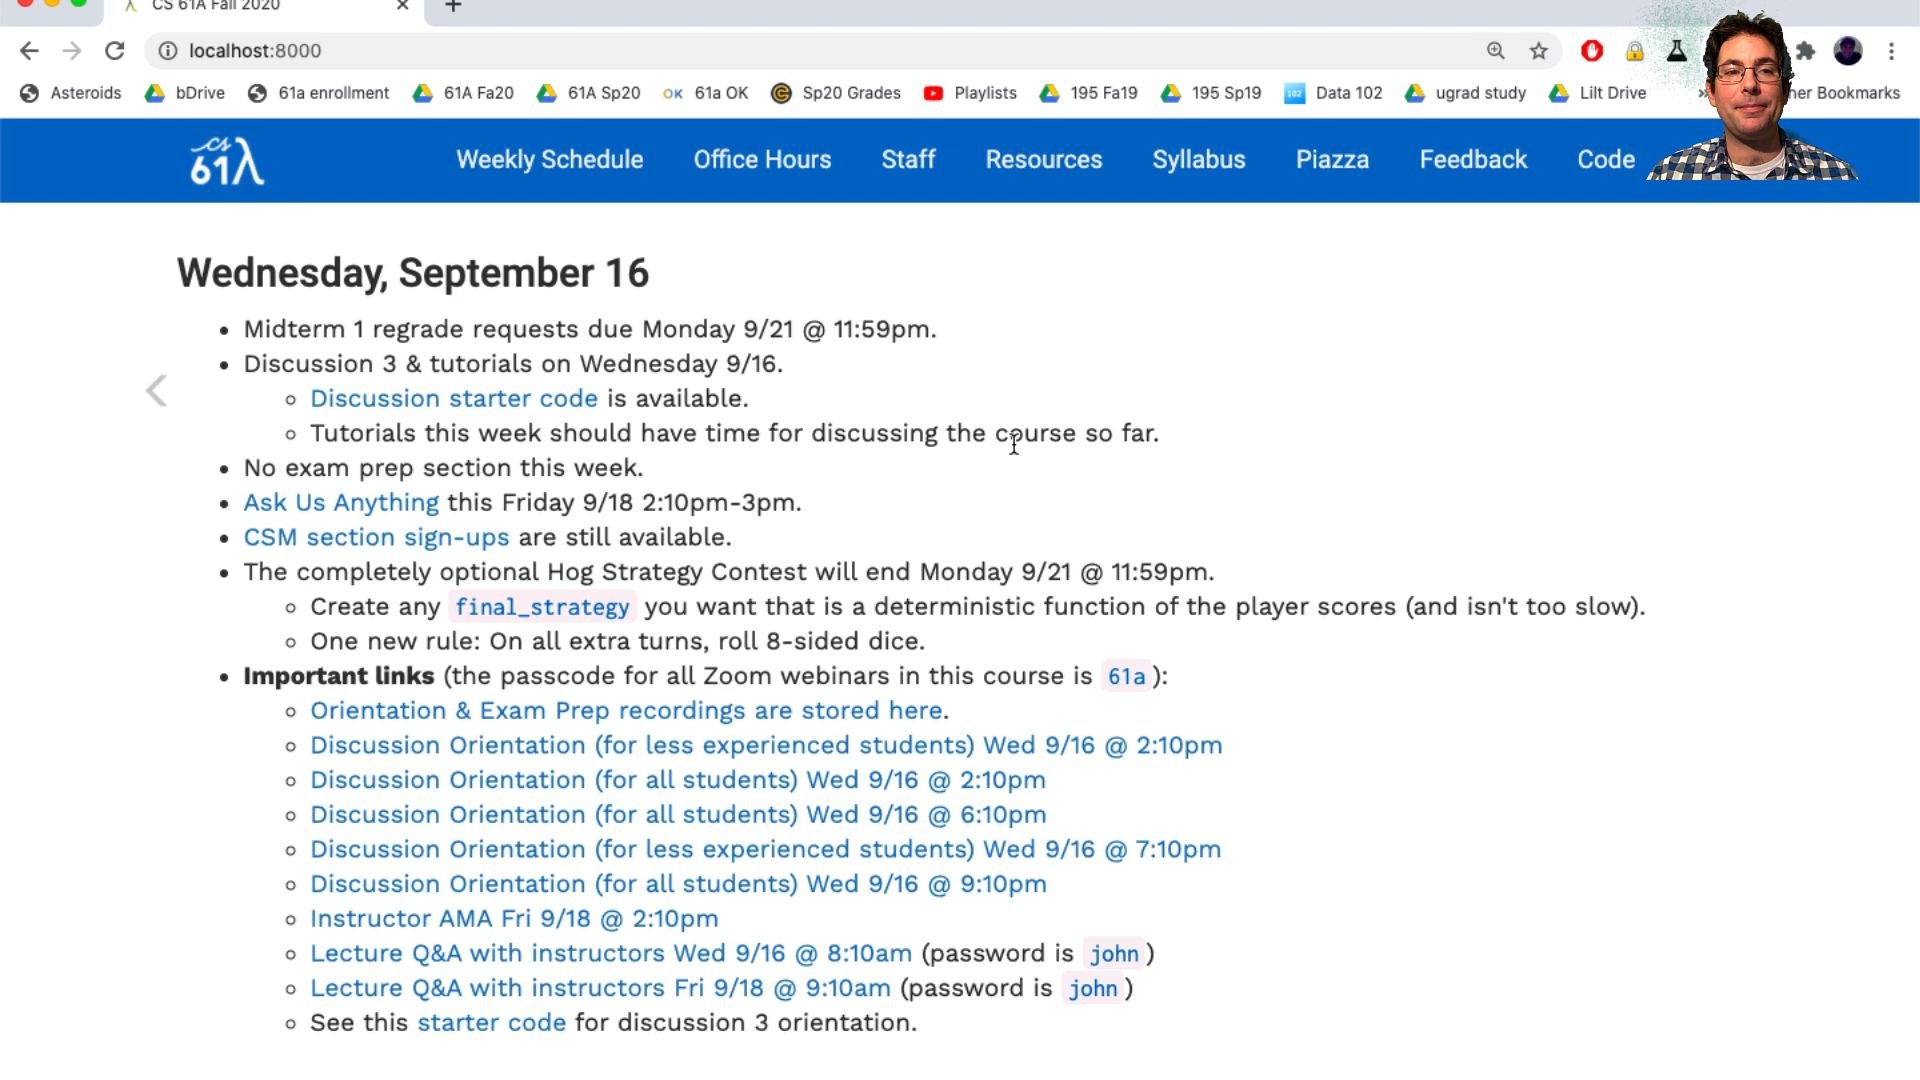 CS 61A Fall 2020
localhost:8000
Asteroids bDrive 61a enrollment 61A Fa20 61A Sp20 OK 61a OK Sp20 Grades Playlists 195 Fa19 195 Sp19 102 Data 102 ugrad study Lilt Drive » her Bookmarks
CS 61λ Weekly Schedule Office Hours Staff Resources Syllabus Piazza Feedback Code
Wednesday, September 16
Midterm 1 regrade requests due Monday 9/21 @ 11:59pm.
Discussion 3 & tutorials on Wednesday 9/16.
Discussion starter code is available.
Tutorials this week should have time for discussing the course so far.
No exam prep section this week.
Ask Us Anything this Friday 9/18 2:10pm-3pm.
CSM section sign-ups are still available.
The completely optional Hog Strategy Contest will end Monday 9/21 @ 11:59pm.
Create any final_strategy you want that is a deterministic function of the player scores (and isn't too slow).
One new rule: On all extra turns, roll 8-sided dice.
Important links (the passcode for all Zoom webinars in this course is 61a):
Orientation & Exam Prep recordings are stored here.
Discussion Orientation (for less experienced students) Wed 9/16 @ 2:10pm
Discussion Orientation (for all students) Wed 9/16 @ 2:10pm
Discussion Orientation (for all students) Wed 9/16 @ 6:10pm
Discussion Orientation (for less experienced students) Wed 9/16 @ 7:10pm
Discussion Orientation (for all students) Wed 9/16 @ 9:10pm
Instructor AMA Fri 9/18 @ 2:10pm
Lecture Q&A with instructors Wed 9/16 @ 8:10am (password is john)
Lecture Q&A with instructors Fri 9/18 @ 9:10am (password is john)
See this starter code for discussion 3 orientation.